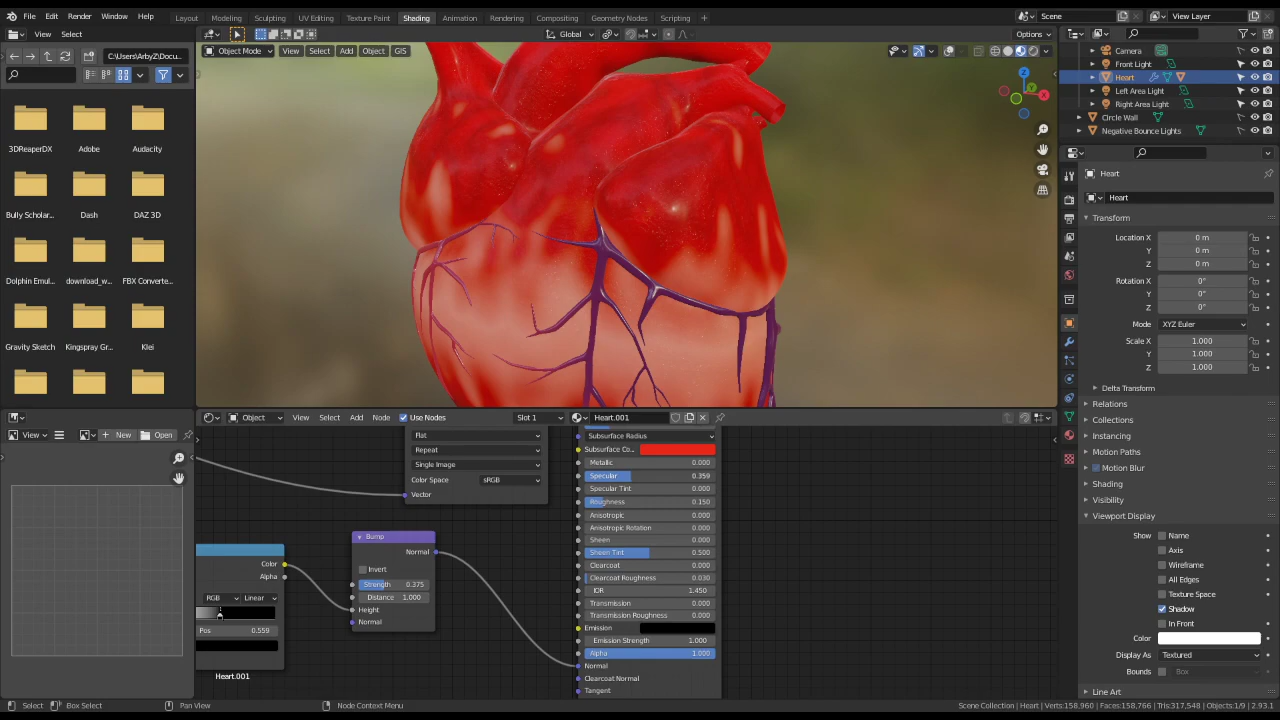 File Edit Render Window Help Layout Modeling Sculpting UV Editing Texture Paint Shading Animation Rendering Compositing Geometry Nodes Scripting + Scene View Layer
View Select Global Options
C:\Users\ArbyZ\Docu...
Object Mode View Select Add Object GIS
Z
X
Y
3DReaperDX Adobe Audacity
Bully Scholar... Dash DAZ 3D
Dolphin Emul... download_w... FBX Converte...
Gravity Sketch Kingspray Gr... Klei
Camera
Front Light
Heart
Left Area Light
Right Area Light
Circle Wall
Negative Bounce Lights
Heart
Heart
Transform
Location X 0 m
Y 0 m
Z 0 m
Rotation X 0°
Y 0°
Z 0°
Mode XYZ Euler
Scale X 1.000
Y 1.000
Z 1.000
Delta Transform
Relations
Collections
Instancing
Motion Paths
Motion Blur
Shading
Visibility
Viewport Display
Show Name
Axis
Wireframe
All Edges
Texture Space
Shadow
In Front
Color
Display As Textured
Bounds Box
Line Art
View + New Open
Object View Select Add Node Use Nodes Slot 1 Heart.001
Flat
Repeat
Single Image
Color Space sRGB
Vector
Color
Alpha
RGB Linear
Pos 0.559
Heart.001
Bump
Normal
Invert
Strength 0.375
Distance 1.000
Height
Normal
Subsurface Radius
Subsurface Co...
Metallic 0.000
Specular 0.359
Specular Tint 0.000
Roughness 0.150
Anisotropic 0.000
Anisotropic Rotation 0.000
Sheen 0.000
Sheen Tint 0.500
Clearcoat 0.000
Clearcoat Roughness 0.030
IOR 1.450
Transmission 0.000
Transmission Roughness 0.000
Emission
Emission Strength 1.000
Alpha 1.000
Normal
Clearcoat Normal
Tangent
Select Box Select Pan View Node Context Menu Scene Collection | Heart | Verts:158,960 | Faces:158,766 | Tris:317,548 | Objects:1/9 | 2.93.1